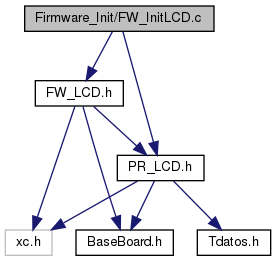 Firmware_Init/FW_InitLCD.c
FW_LCD.h
PR_LCD.h
xc.h
BaseBoard.h
Tdatos.h